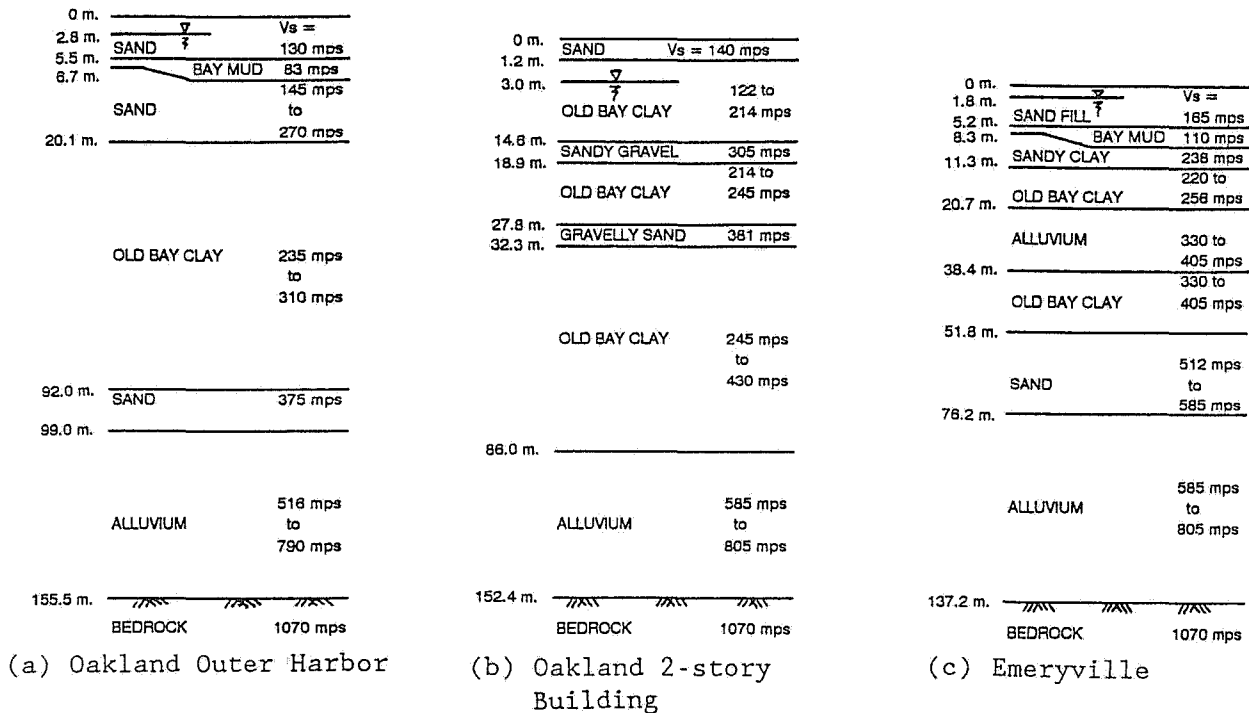 0 m.
2.8 m.
Vs =
SAND 130 mps
5.5 m.
BAY MUD 83 mps
6.7 m.
145 mps
SAND to
270 mps
20.1 m.
OLD BAY CLAY 235 mps
to
310 mps
92.0 m.
SAND 375 mps
99.0 m.
516 mps
ALLUVIUM to
790 mps
155.5 m.
BEDROCK 1070 mps
(a) Oakland Outer Harbor
0 m.
SAND Vs = 140 mps
1.2 m.
3.0 m.
122 to
OLD BAY CLAY 214 mps
14.6 m.
SANDY GRAVEL 305 mps
18.9 m.
214 to
OLD BAY CLAY 245 mps
27.8 m.
GRAVELLY SAND 381 mps
32.3 m.
OLD BAY CLAY 245 mps
to
430 mps
86.0 m.
585 mps
ALLUVIUM to
805 mps
152.4 m.
BEDROCK 1070 mps
(b) Oakland 2-story
Building
0 m.
1.8 m.
Vs =
SAND FILL 165 mps
5.2 m.
BAY MUD 110 mps
8.3 m.
SANDY CLAY 238 mps
11.3 m.
220 to
OLD BAY CLAY 256 mps
20.7 m.
ALLUVIUM 330 to
405 mps
38.4 m.
330 to
OLD BAY CLAY 405 mps
51.8 m.
512 mps
SAND to
585 mps
76.2 m.
585 mps
ALLUVIUM to
805 mps
137.2 m.
BEDROCK 1070 mps
(c) Emeryville